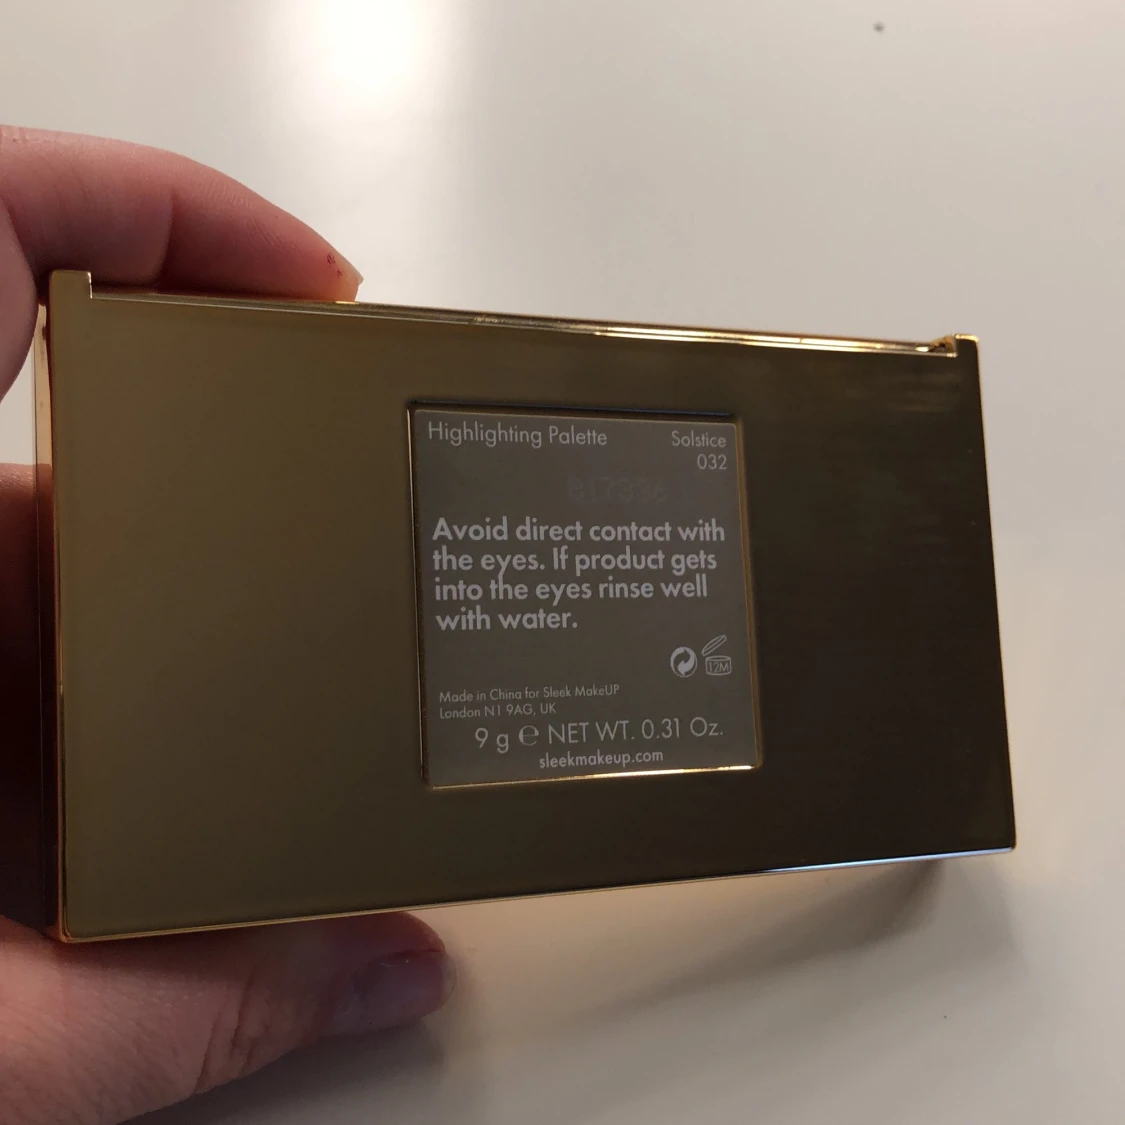 Highlighting Palette Solstice
032
Avoid direct contact with
the eyes. If product gets
into the eyes rinse well
with water.
12M
Made in China for Sleek MakeUP
London N1 9AG, UK
9 g ℮ NET WT. 0.31 Oz.
sleekmakeup.com